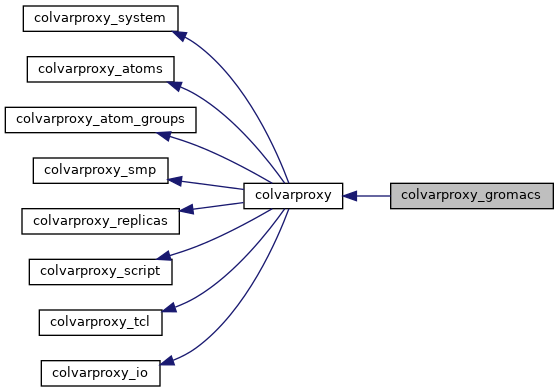 colvarproxy_system
colvarproxy_atoms
colvarproxy_atom_groups
colvarproxy_smp
colvarproxy_replicas
colvarproxy_script
colvarproxy_tcl
colvarproxy_io
colvarproxy
colvarproxy_gromacs